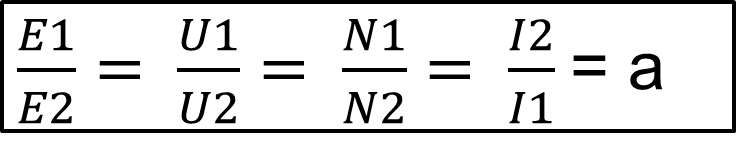 E1/E2 = U1/U2 = N1/N2 = I2/I1 = a